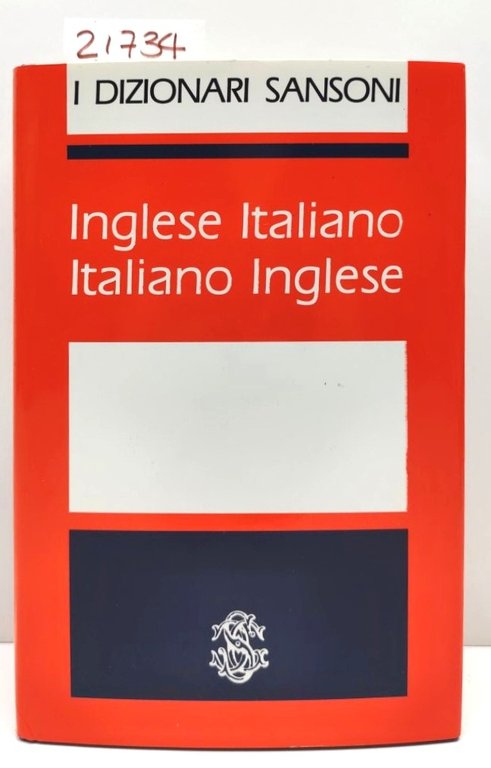 21734
I DIZIONARI SANSONI
Inglese Italiano
Italiano Inglese